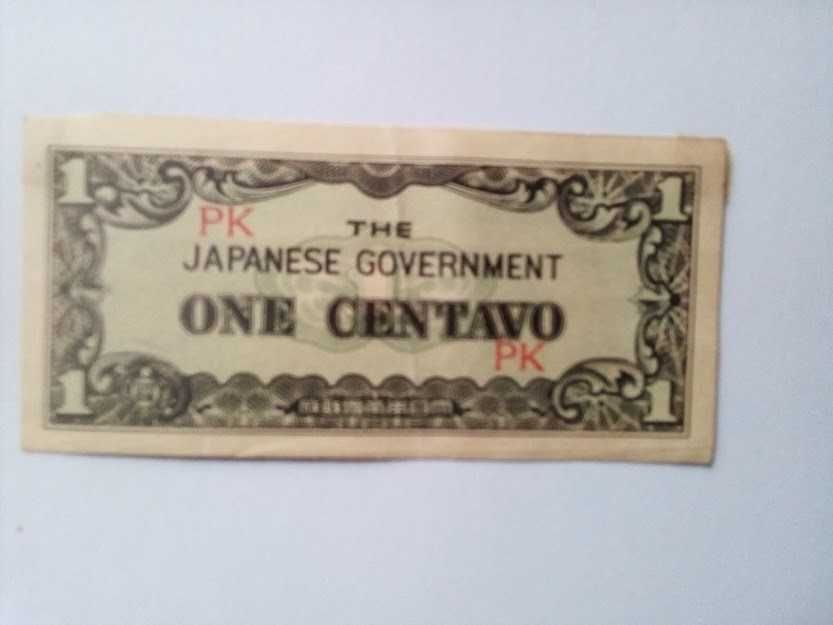 1 1
PK THE
JAPANESE GOVERNMENT
ONE CENTAVO
PK
1 1